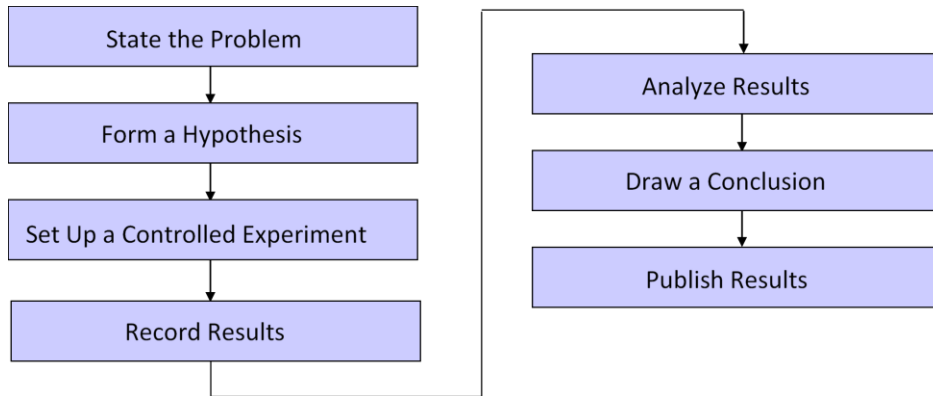 State the Problem
Form a Hypothesis
Set Up a Controlled Experiment
Record Results
Analyze Results
Draw a Conclusion
Publish Results